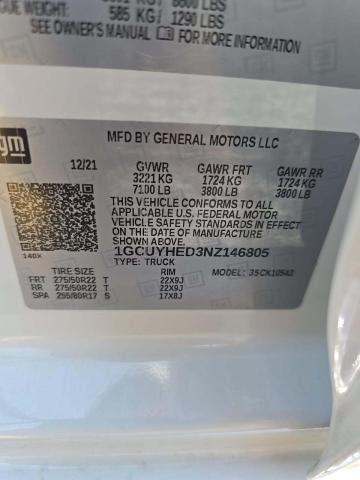 585 KG/ 1290 LBS
SEE OWNER'S MANUAL FOR MORE INFORMATION
gm
MFD BY GENERAL MOTORS LLC
12/21 GVWR GAWR FRT GAWR RR
3221 KG 1724 KG 1724 KG
7100 LB 3800 LB 3800 LB
THIS VEHICLE CONFORMS TO ALL
APPLICABLE U.S. FEDERAL MOTOR
VEHICLE SAFETY STANDARDS IN EFFECT
ON THE DATE OF MANUFACTURE SHOWN ABOVE.
1GCUYHED3NZ146805
140X TYPE: TRUCK
TIRE SIZE RIM MODEL: 35CK10543
FRT 275/50R22 T 22X9J
RR 275/50R22 T 22X9J
SPA 255/80R17 S 17X8J